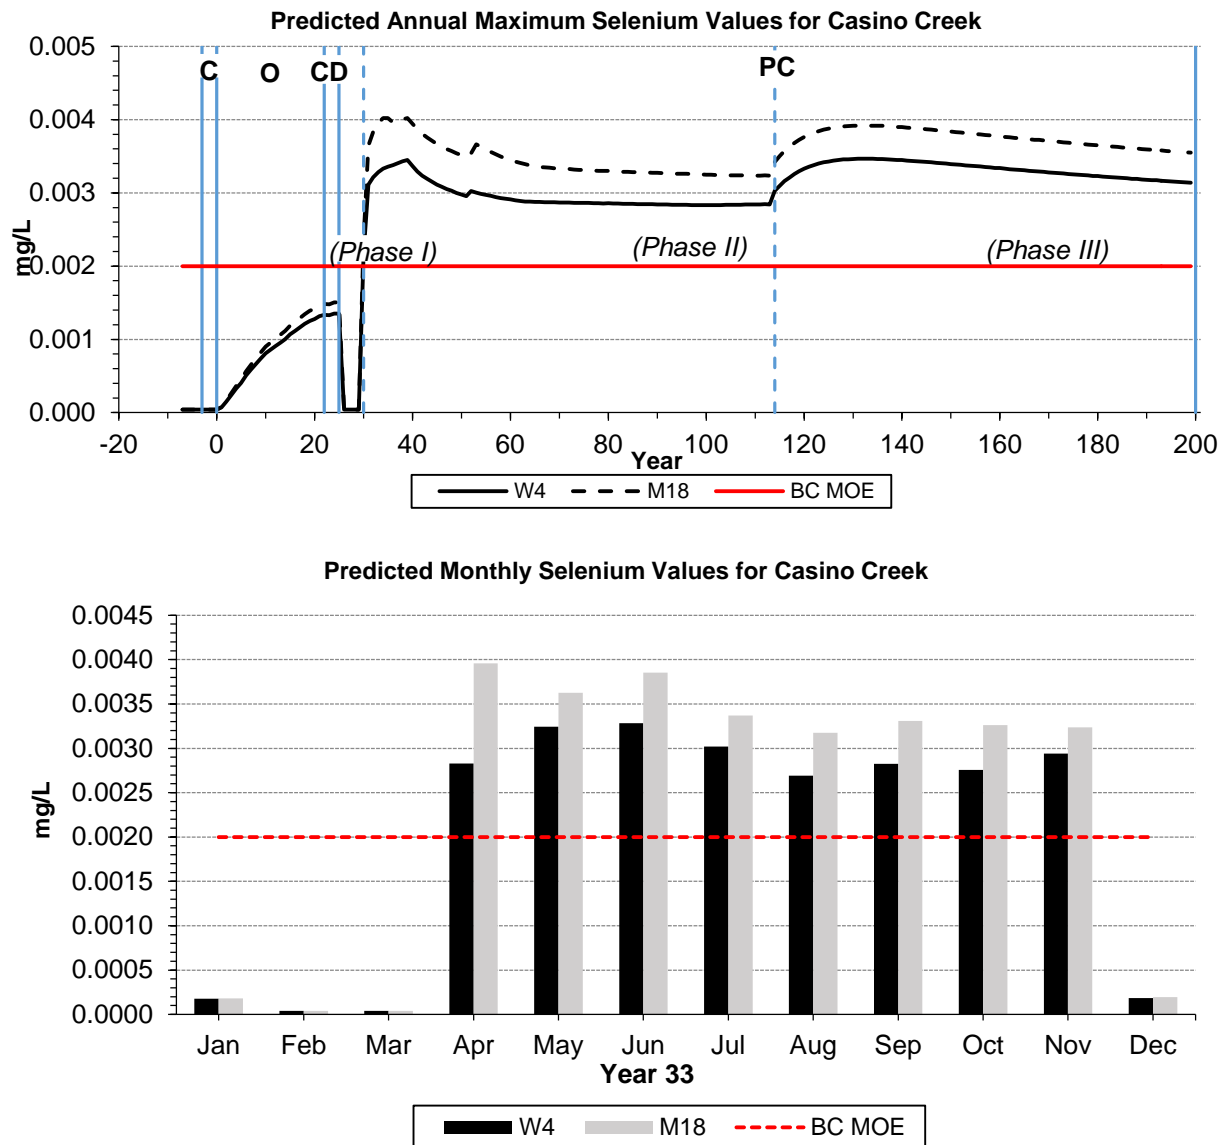 Predicted Annual Maximum Selenium Values for Casino Creek
0.005
0.004
0.003
0.002
0.001
0.000
mg/L
C O CD PC
(Phase I) (Phase II) (Phase III)
-20 0 20 40 60 80 100 120 140 160 180 200
Year
W4 M18 BC MOE
Predicted Monthly Selenium Values for Casino Creek
0.0045
0.0040
0.0035
0.0030
0.0025
0.0020
0.0015
0.0010
0.0005
0.0000
mg/L
Jan Feb Mar Apr May Jun Jul Aug Sep Oct Nov Dec
Year 33
W4 M18 BC MOE